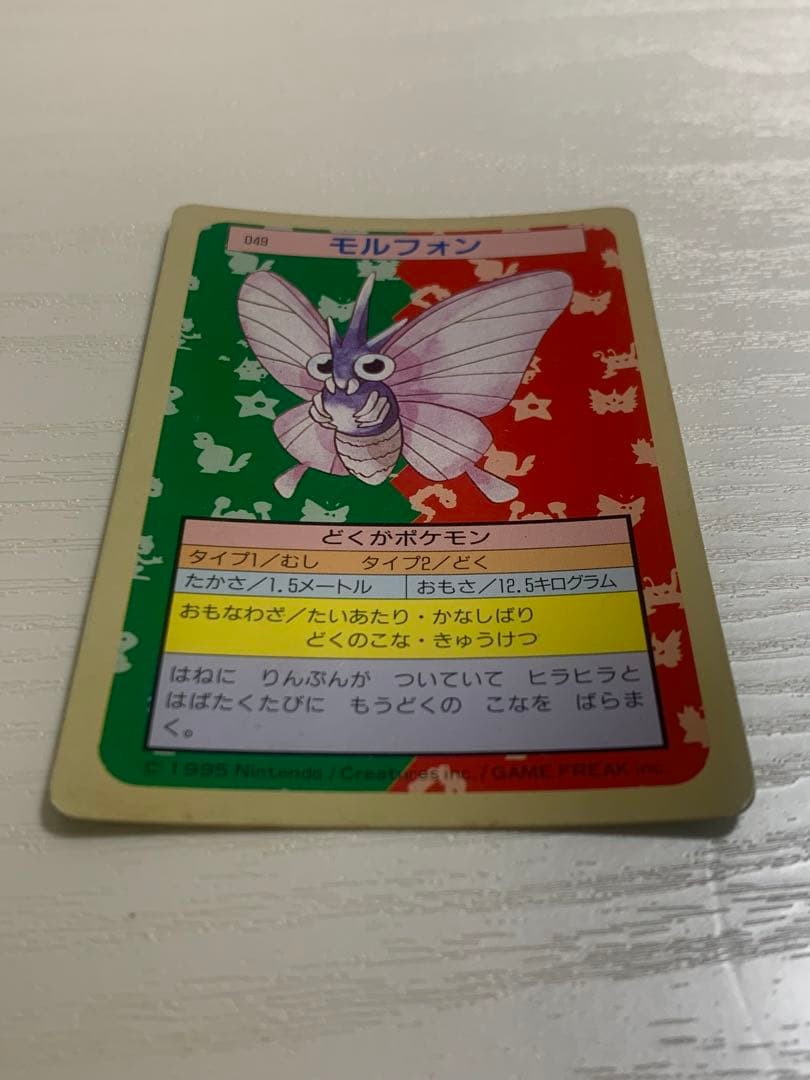 049 モルフォン
どくがポケモン
タイプ1/むし タイプ2/どく
たかさ/1.5メートル おもさ/12.5キログラム
おもなわざ/たいあたり・かなしばり
どくのこな・きゅうけつ
はねに りんぷんが ついていて ヒラヒラと
はばたくたびに もうどくの こなを ばらま
く。
© 1995 Nintendo/Creatures inc./GAME FREAK inc.